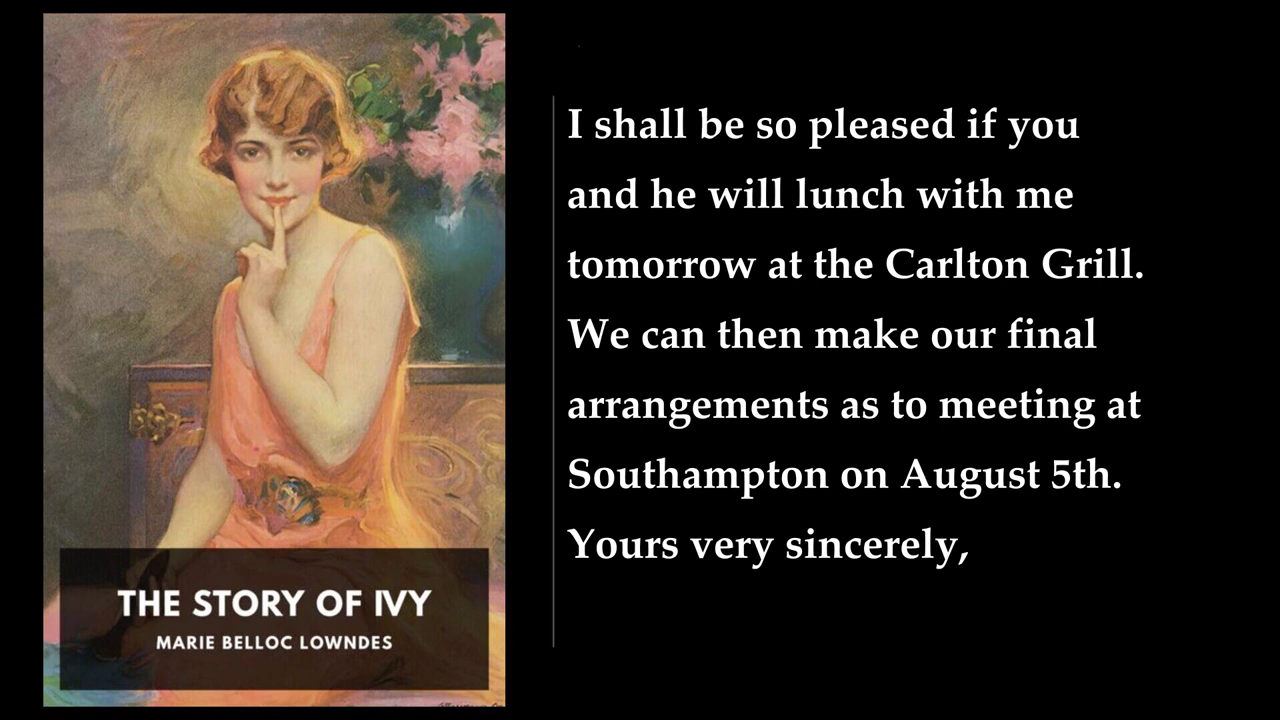 THE STORY OF IVY
MARIE BELLOC LOWNDES
I shall be so pleased if you
and he will lunch with me
tomorrow at the Carlton Grill.
We can then make our final
arrangements as to meeting at
Southampton on August 5th.
Yours very sincerely,